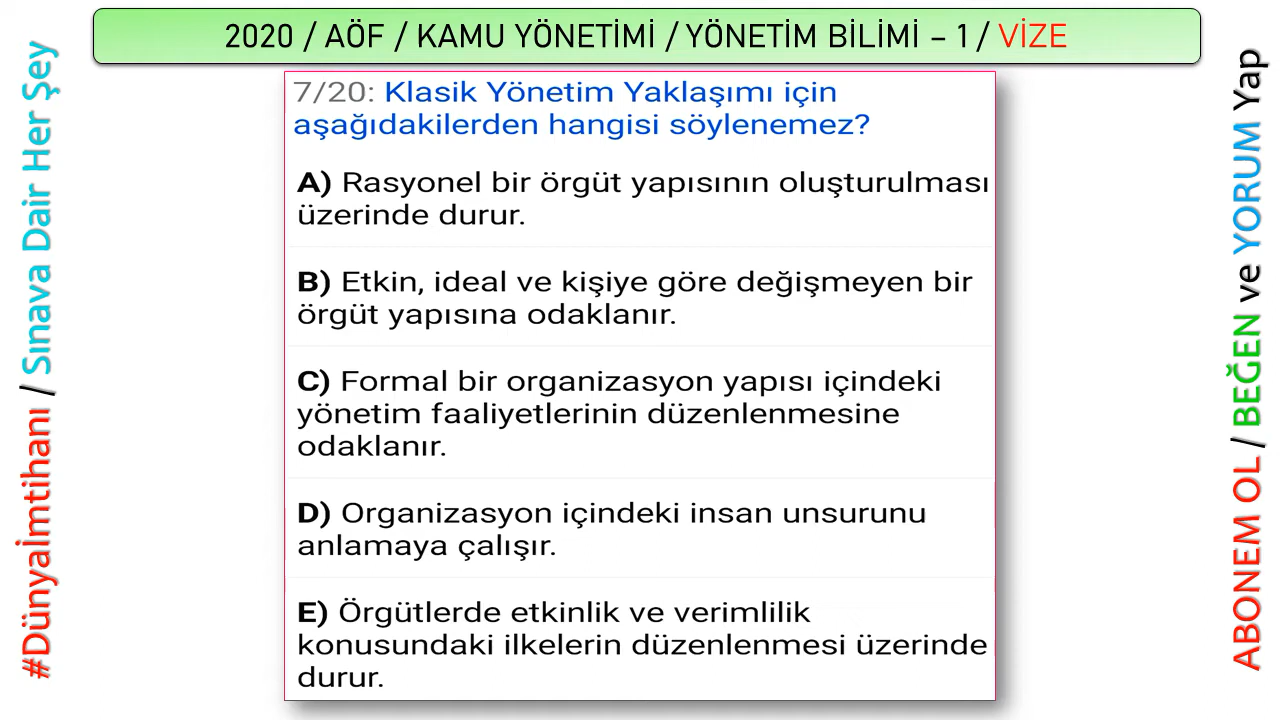 2020 / AÖF / KAMU YÖNETİMİ / YÖNETİM BİLİMİ – 1 / VİZE
#Dünyaİmtihanı / Sınava Dair Her Şey
7/20: Klasik Yönetim Yaklaşımı için
aşağıdakilerden hangisi söylenemez?
A) Rasyonel bir örgüt yapısının oluşturulması
üzerinde durur.
B) Etkin, ideal ve kişiye göre değişmeyen bir
örgüt yapısına odaklanır.
C) Formal bir organizasyon yapısı içindeki
yönetim faaliyetlerinin düzenlenmesine
odaklanır.
D) Organizasyon içindeki insan unsurunu
anlamaya çalışır.
E) Örgütlerde etkinlik ve verimlilik
konusundaki ilkelerin düzenlenmesi üzerinde
durur.
ABONEM OL / BEĞEN ve YORUM Yap